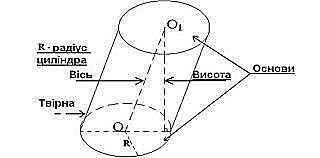 O₁
R - радіус
циліндра
Вісь
Висота
Основи
Твірна
O
R